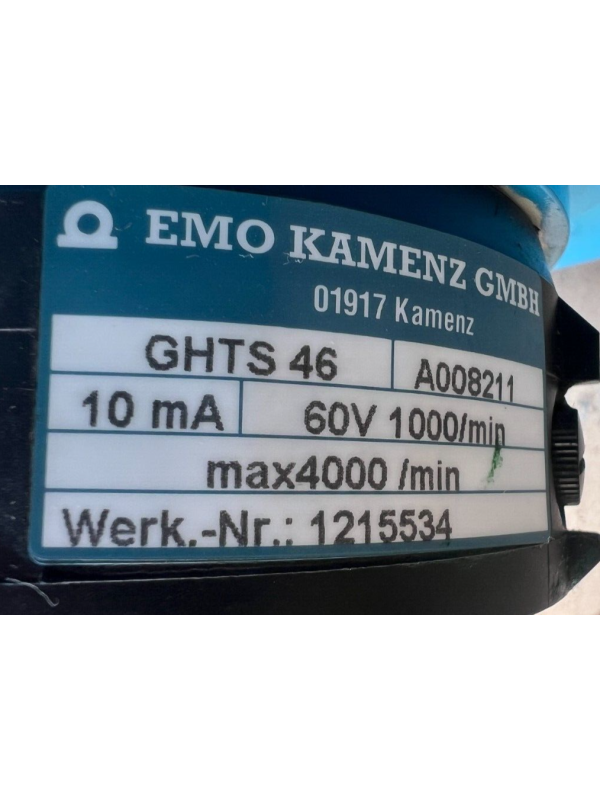 EMO KAMENZ GMBH
01917 Kamenz
GHTS 46 A008211
10 mA 60V 1000/min
max4000 /min
Werk.-Nr.: 1215534